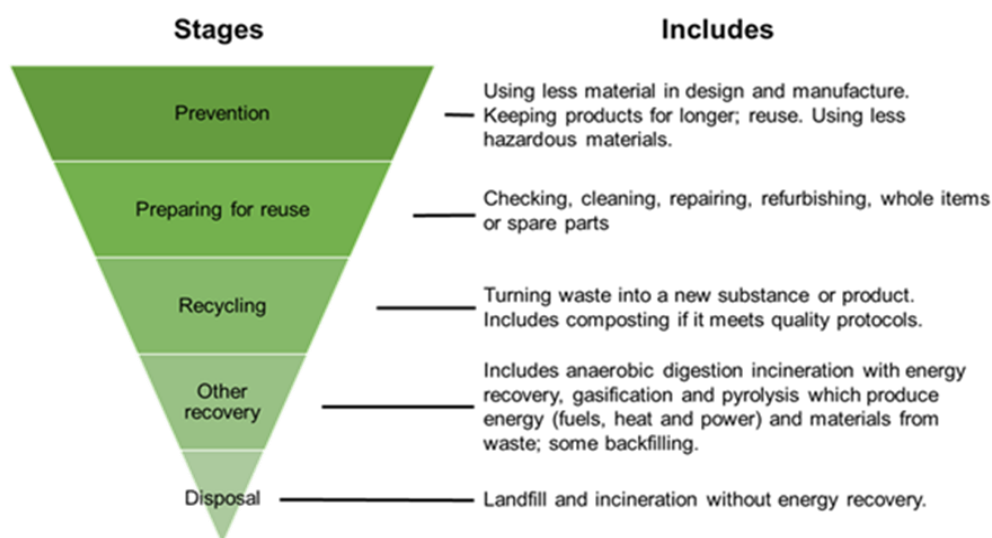 Stages
Includes
Prevention
Using less material in design and manufacture.
Keeping products for longer; reuse. Using less
hazardous materials.
Preparing for reuse
Checking, cleaning, repairing, refurbishing, whole items
or spare parts
Recycling
Turning waste into a new substance or product.
Includes composting if it meets quality protocols.
Other
recovery
Includes anaerobic digestion incineration with energy
recovery, gasification and pyrolysis which produce
energy (fuels, heat and power) and materials from
waste; some backfilling.
Disposal
Landfill and incineration without energy recovery.